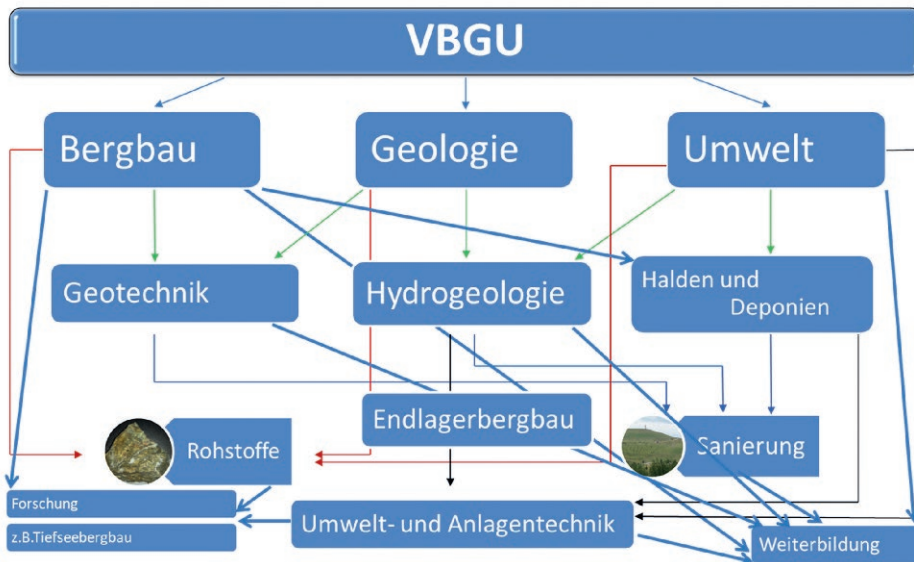 VBGU
Bergbau
Geologie
Umwelt
Geotechnik
Hydrogeologie
Halden und
Deponien
Endlagerbergbau
Rohstoffe
Sanierung
Forschung
z.B.Tiefseebergbau
Umwelt- und Anlagentechnik
Weiterbildung